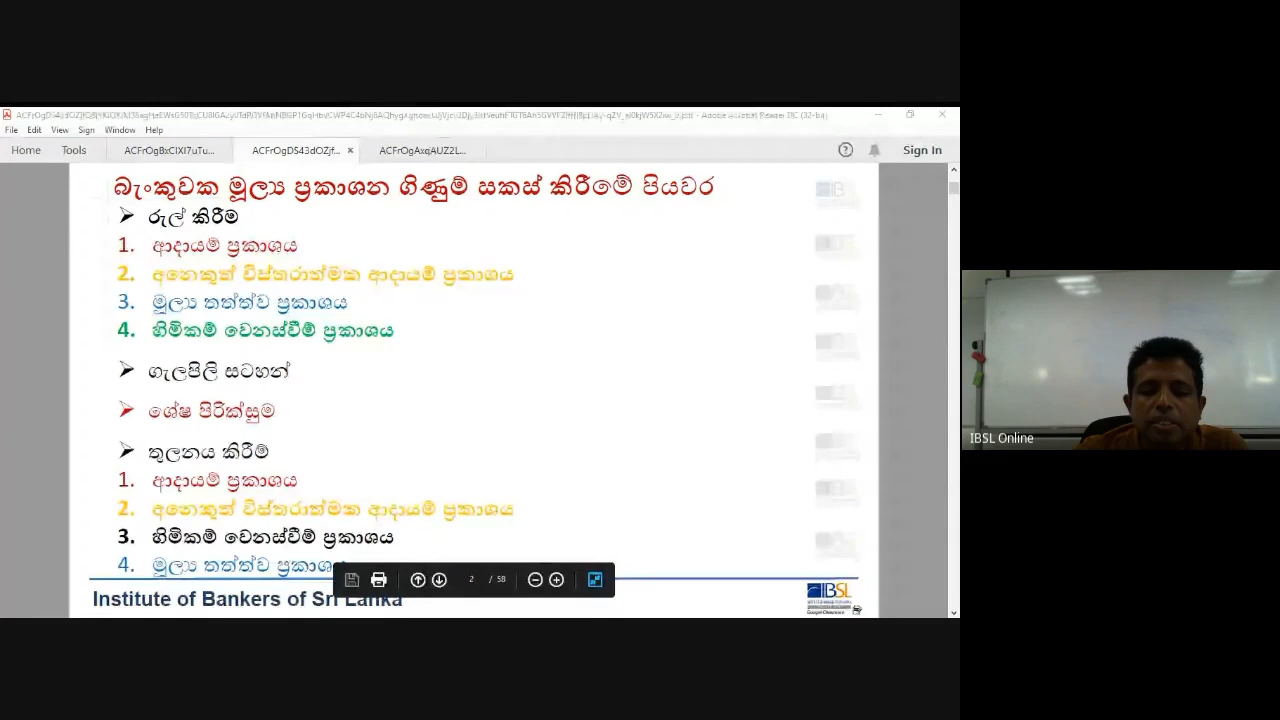 File Edit View Sign Window Help
Home Tools ACFrOgBxCIXI7uTu... ACFrOgDS43dOZjf... × ACFrOgAxqAUZ2L... Sign In
බැංකුවක මූල්‍ය ප්‍රකාශන ගිණුම් සකස් කිරීමේ පියවර
➢ රුල් කිරීම
1. ආදායම් ප්‍රකාශය
2. අනෙකුත් විස්තරාත්මක ආදායම් ප්‍රකාශය
3. මූල්‍ය තත්ත්ව ප්‍රකාශය
4. හිමිකම් වෙනස්වීම් ප්‍රකාශය
➢ ගැලපිලි සටහන්
➢ ශේෂ පිරික්සුම
➢ තුලනය කිරීම්
1. ආදායම් ප්‍රකාශය
2. අනෙකුත් විස්තරාත්මක ආදායම් ප්‍රකාශය
3. හිමිකම් වෙනස්වීම් ප්‍රකාශය
4. මූල්‍ය තත්ත්ව
2 / 58
Institute of Bankers of Sri Lanka
IBSL
IBSL Online